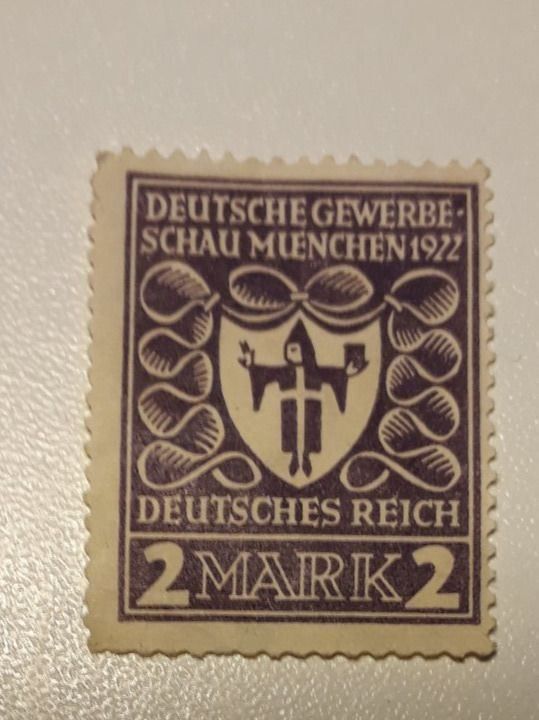 DEUTSCHE GEWERBE-
SCHAU MUENCHEN 1922
DEUTSCHES REICH
2 MARK 2